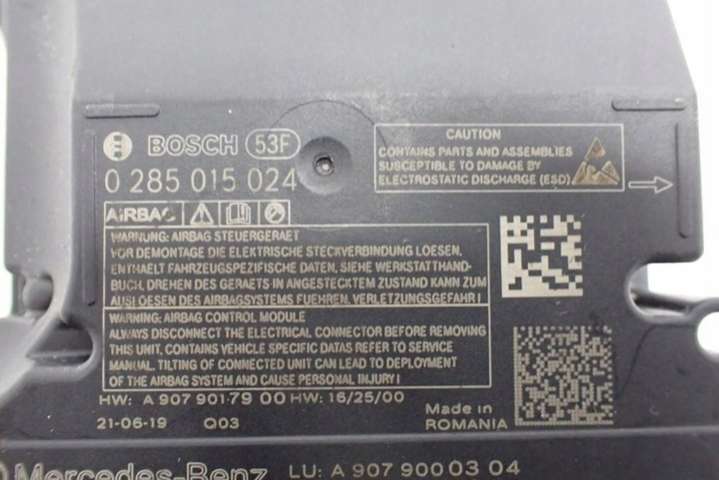 BOSCH 53F
0 285 015 024
CAUTION
CONTAINS PARTS AND ASSEMBLIES
SUSCEPTIBLE TO DAMAGE BY
ELECTROSTATIC DISCHARGE (ESD)
AIRBAG
WARNUNG: AIRBAG STEUERGERAET
VOR DEMONTAGE DIE ELEKTRISCHE STECKVERBINDUNG LOESEN,
ENTHAELT FAHRZEUGSPEZIFISCHE DATEN, SIEHE WERKSTATTHAND-
BUCH, DREHEN DES GERAETS IN ANGESTECKTEM ZUSTAND KANN ZUM
AUSLOESEN DES AIRBAGSYSTEMS FUEHREN, VERLETZUNGSGEFAHR!
WARNING: AIRBAG CONTROL MODULE
ALWAYS DISCONNECT THE ELECTRICAL CONNECTOR BEFORE REMOVING
THIS UNIT, CONTAINS VEHICLE SPECIFIC DATAS REFER TO SERVICE
MANUAL, TILTING OF CONNECTED UNIT CAN LEAD TO DEPLOYMENT
OF THE AIRBAG SYSTEM AND CAUSE PERSONAL INJURY!
HW: A 907 901 79 00 HW: 16/25/00
21-06-19 Q03
Made in
ROMANIA
Mercedes-Benz LU: A 907 900 03 04